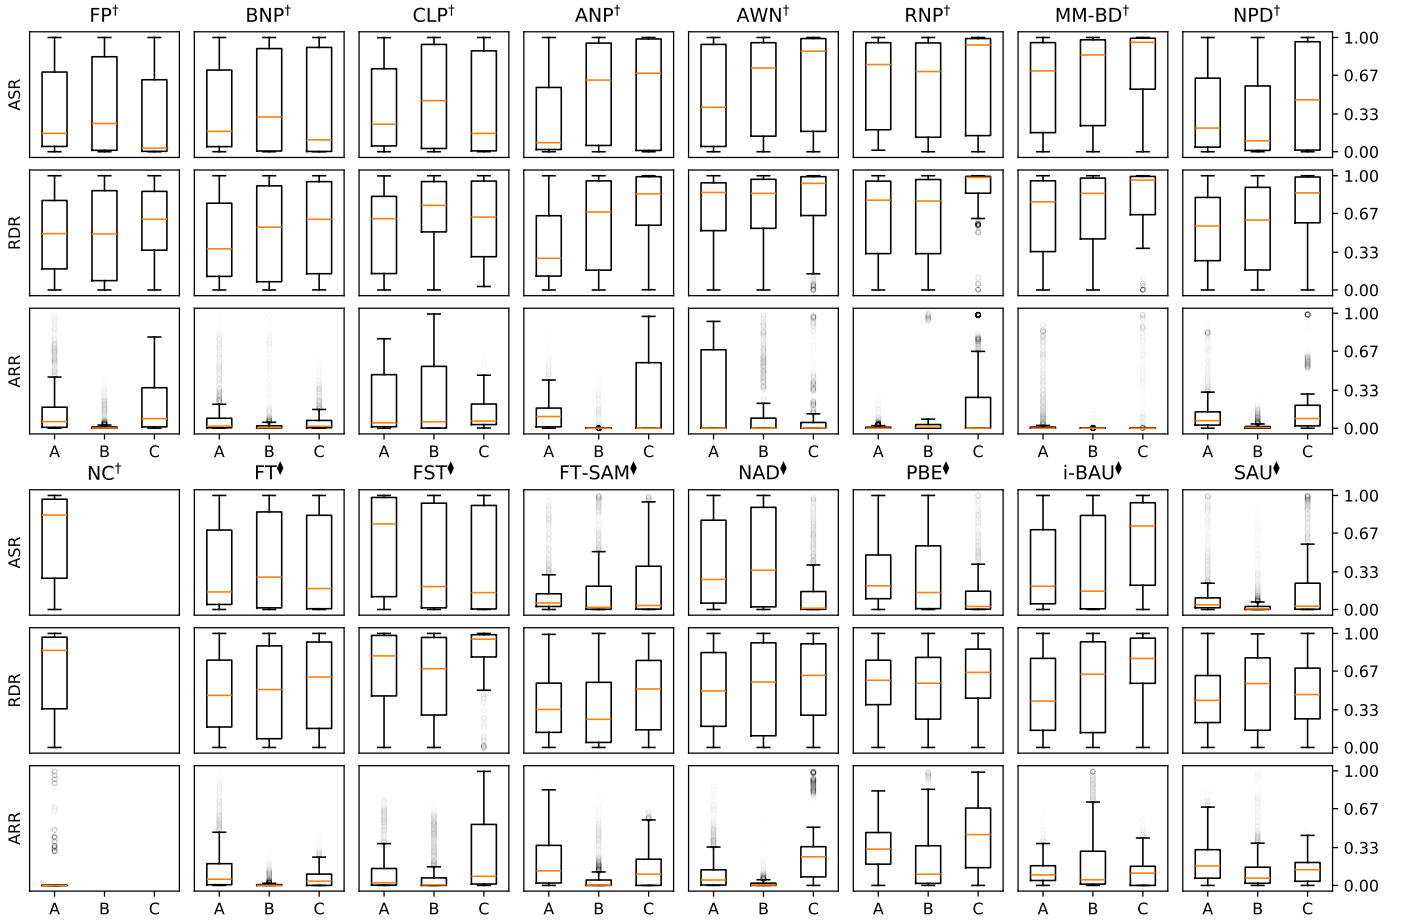 FP† BNP† CLP† ANP† AWN† RNP† MM-BD† NPD†
ASR
1.00
0.67
0.33
0.00
RDR
1.00
0.67
0.33
0.00
ARR
1.00
0.67
0.33
0.00
A B C A B C A B C A B C A B C A B C A B C A B C
NC† FT♦ FST♦ FT-SAM♦ NAD♦ PBE♦ i-BAU♦ SAU♦
ASR
1.00
0.67
0.33
0.00
RDR
1.00
0.67
0.33
0.00
ARR
1.00
0.67
0.33
0.00
A B C A B C A B C A B C A B C A B C A B C A B C